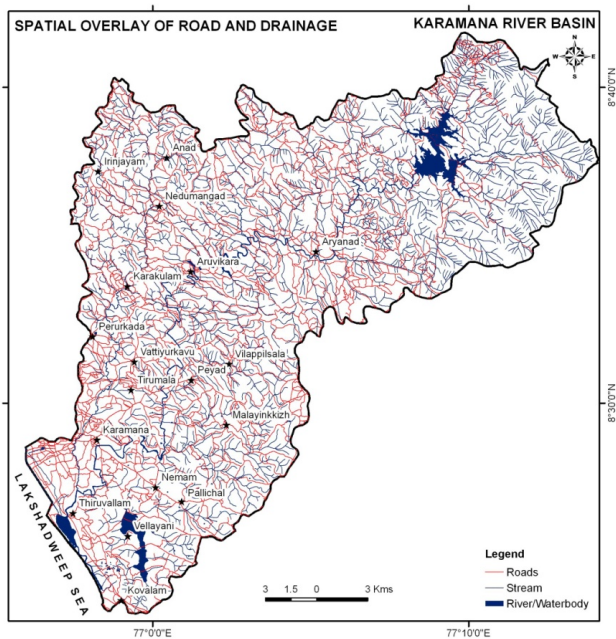 SPATIAL OVERLAY OF ROAD AND DRAINAGE
KARAMANA RIVER BASIN
N
W E
S
8°40'0"N
Anad
Irinjayam
Nedumangad
Aryanad
Aruvikara
Karakulam
Perurkada
Vattiyurkavu
Vilappilsala
Peyad
Tirumala
8°30'0"N
Malayinkkizh
Karamana
Nemam
Pallichal
Thiruvallam
Vellayani
LAKSHADWEEP SEA
Kovalam
Legend
Roads
Stream
River/Waterbody
3 1.5 0 3 Kms
77°0'0"E
77°10'0"E